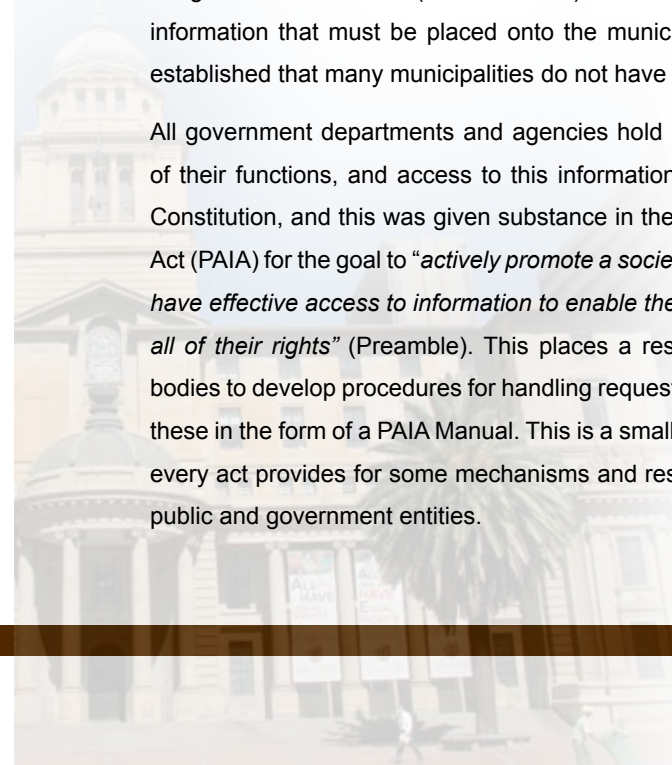 information that must be placed onto the munic
established that many municipalities do not have
All government departments and agencies hold
of their functions, and access to this information
Constitution, and this was given substance in the
Act (PAIA) for the goal to “actively promote a socie
have effective access to information to enable the
all of their rights” (Preamble). This places a res
bodies to develop procedures for handling request
these in the form of a PAIA Manual. This is a small
every act provides for some mechanisms and res
public and government entities.
ALL
HAVE
HAVE